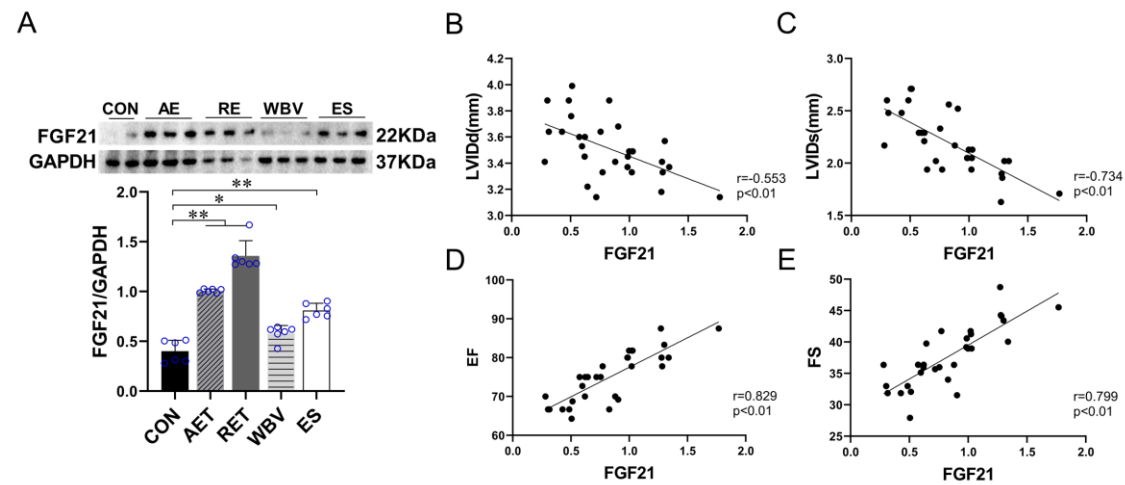 A
CON AE RE WBV ES
FGF21 22KDa
GAPDH 37KDa
FGF21/GAPDH
2.0
1.5
1.0
0.5
0.0
**
*
**
CON AET RET WBV ES
B
LVIDd(mm)
4.2
4.0
3.8
3.6
3.4
3.2
3.0
r=-0.553
p<0.01
0.0 0.5 1.0 1.5 2.0
FGF21
C
LVIDs(mm)
3.0
2.5
2.0
1.5
r=-0.734
p<0.01
0.0 0.5 1.0 1.5 2.0
FGF21
D
EF
100
90
80
70
60
r=0.829
p<0.01
0.0 0.5 1.0 1.5 2.0
FGF21
E
FS
50
45
40
35
30
25
r=0.799
p<0.01
0.0 0.5 1.0 1.5 2.0
FGF21